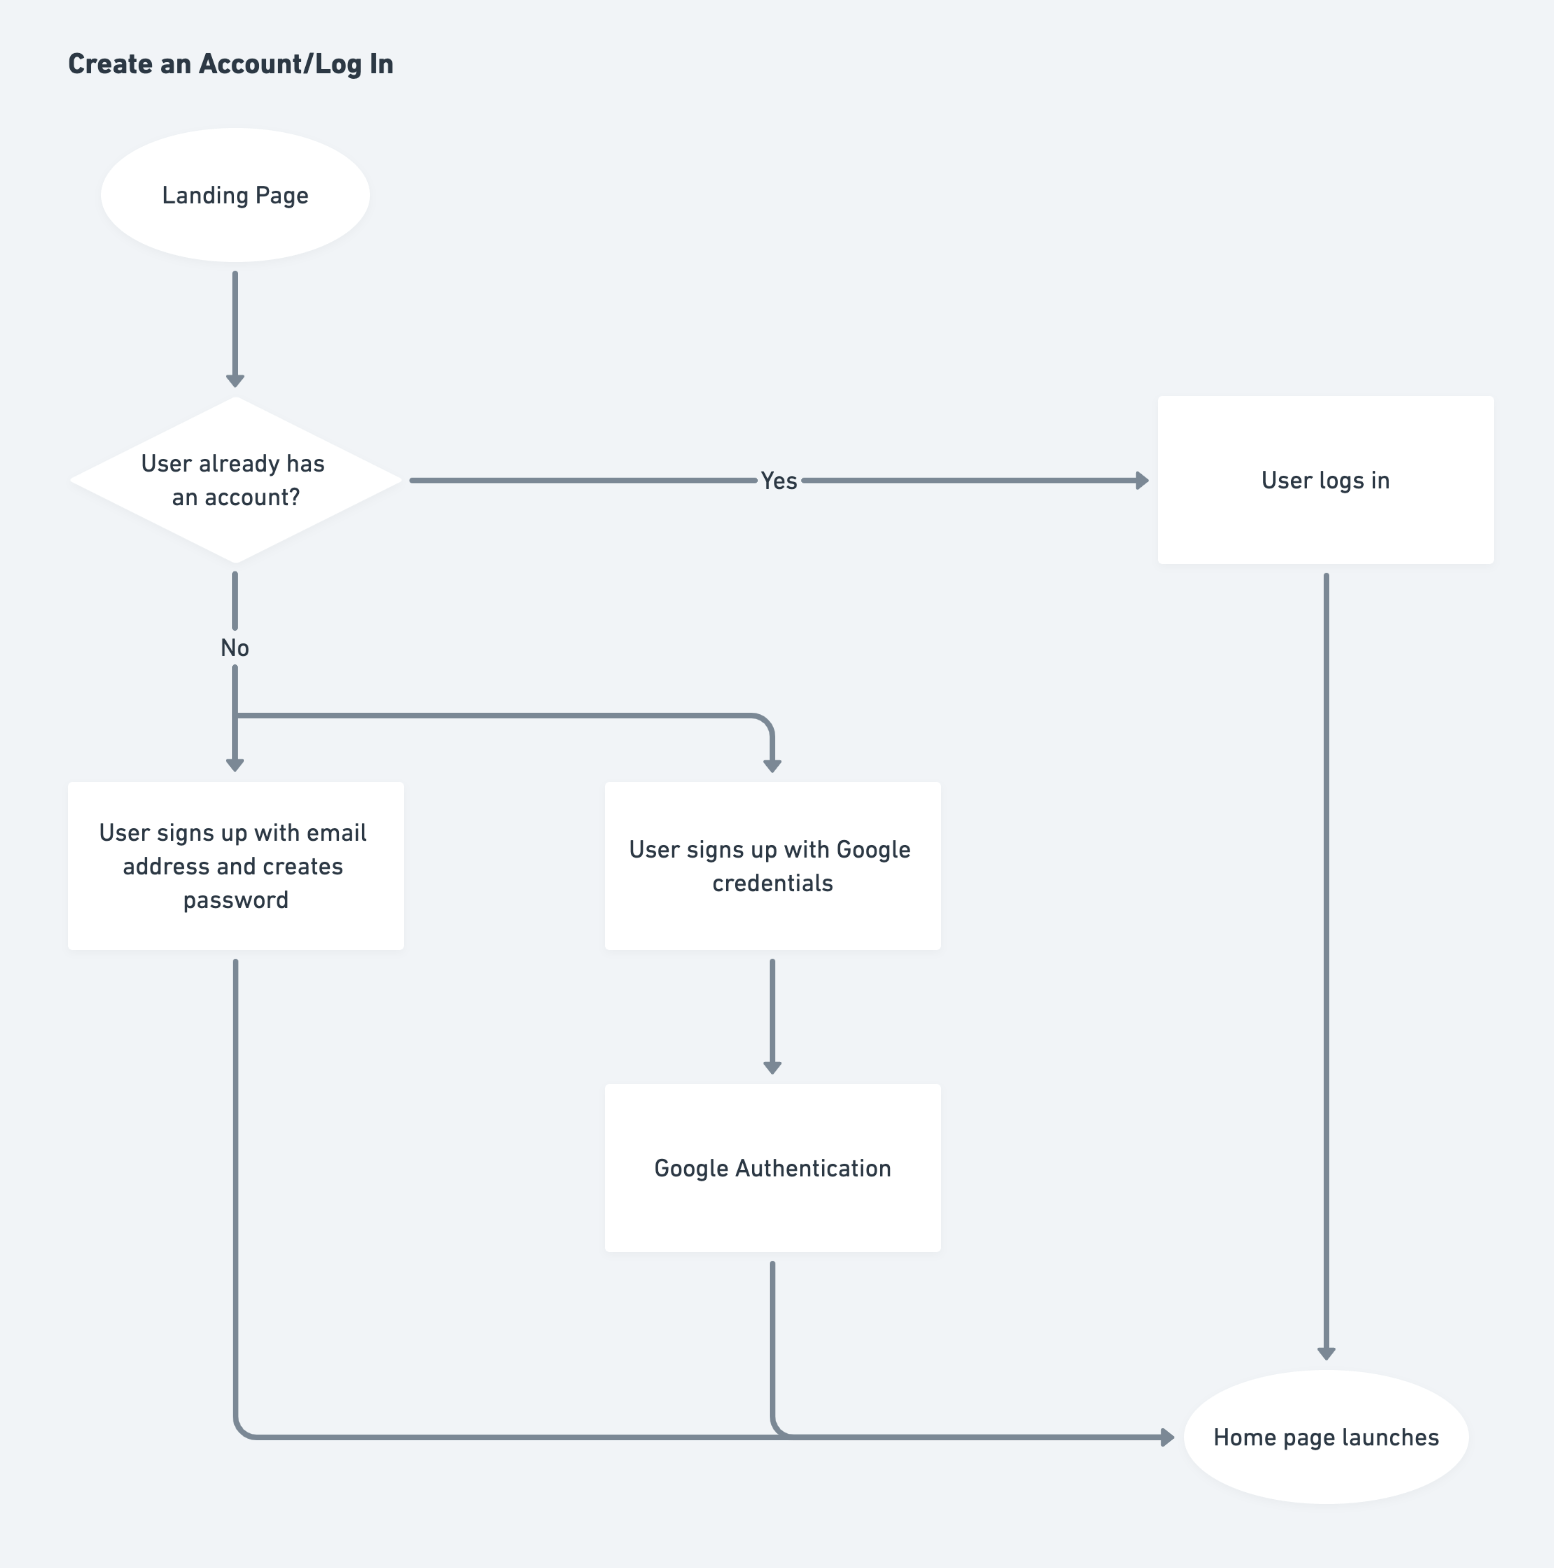 Create an Account/Log In
Landing Page
User already has
an account?
Yes
User logs in
No
User signs up with email
address and creates
password
User signs up with Google
credentials
Google Authentication
Home page launches